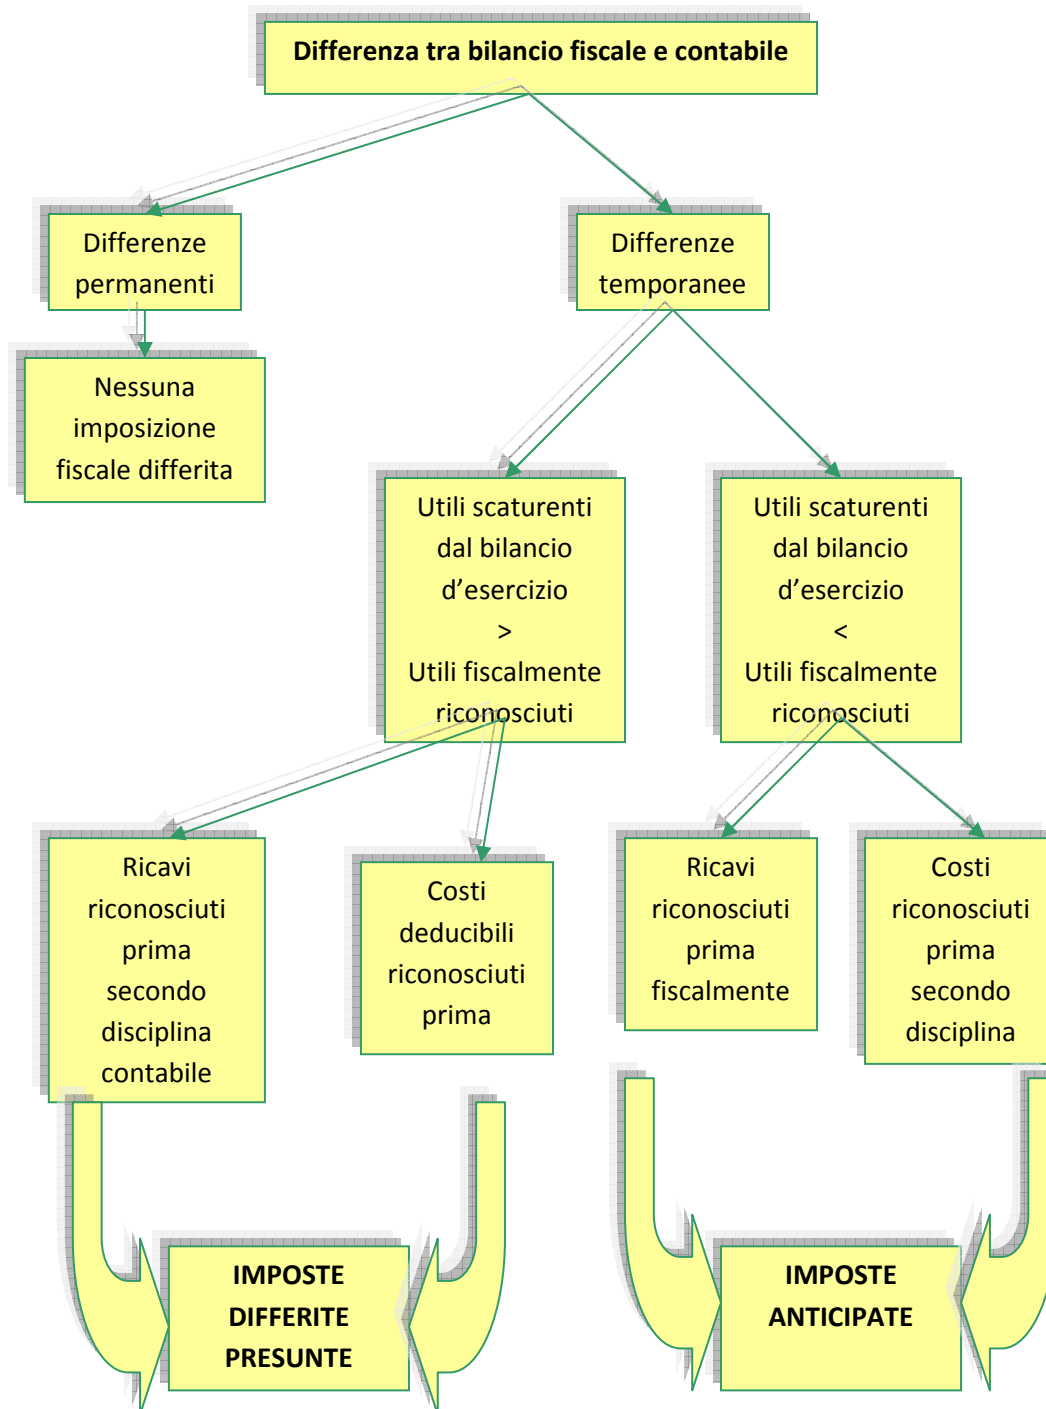 Differenza tra bilancio fiscale e contabile
Differenze
permanenti
Differenze
temporanee
Nessuna
imposizione
fiscale differita
Utili scaturenti
dal bilancio
d'esercizio
>
Utili fiscalmente
riconosciuti
Utili scaturenti
dal bilancio
d'esercizio
<
Utili fiscalmente
riconosciuti
Ricavi
riconosciuti
prima
secondo
disciplina
contabile
Costi
deducibili
riconosciuti
prima
Ricavi
riconosciuti
prima
fiscalmente
Costi
riconosciuti
prima
secondo
disciplina
IMPOSTE
DIFFERITE
PRESUNTE
IMPOSTE
ANTICIPATE